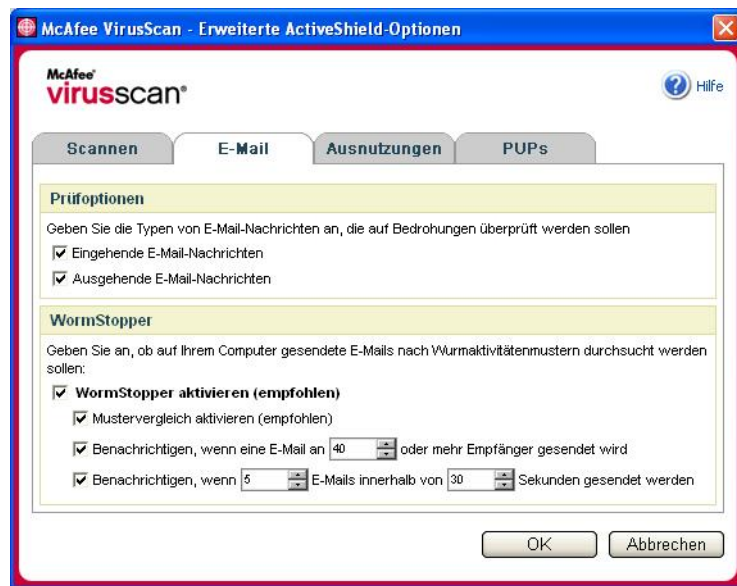 McAfee VirusScan - Erweiterte ActiveShield-Optionen
McAfee®
virusscan®
? Hilfe
Scannen E-Mail Ausnutzungen PUPs
Prüfoptionen
Geben Sie die Typen von E-Mail-Nachrichten an, die auf Bedrohungen überprüft werden sollen
Eingehende E-Mail-Nachrichten
Ausgehende E-Mail-Nachrichten
WormStopper
Geben Sie an, ob auf Ihrem Computer gesendete E-Mails nach Wurmaktivitätenmustern durchsucht werden
sollen:
WormStopper aktivieren (empfohlen)
Mustervergleich aktivieren (empfohlen)
Benachrichtigen, wenn eine E-Mail an 40 oder mehr Empfänger gesendet wird
Benachrichtigen, wenn 5 E-Mails innerhalb von 30 Sekunden gesendet werden
OK Abbrechen